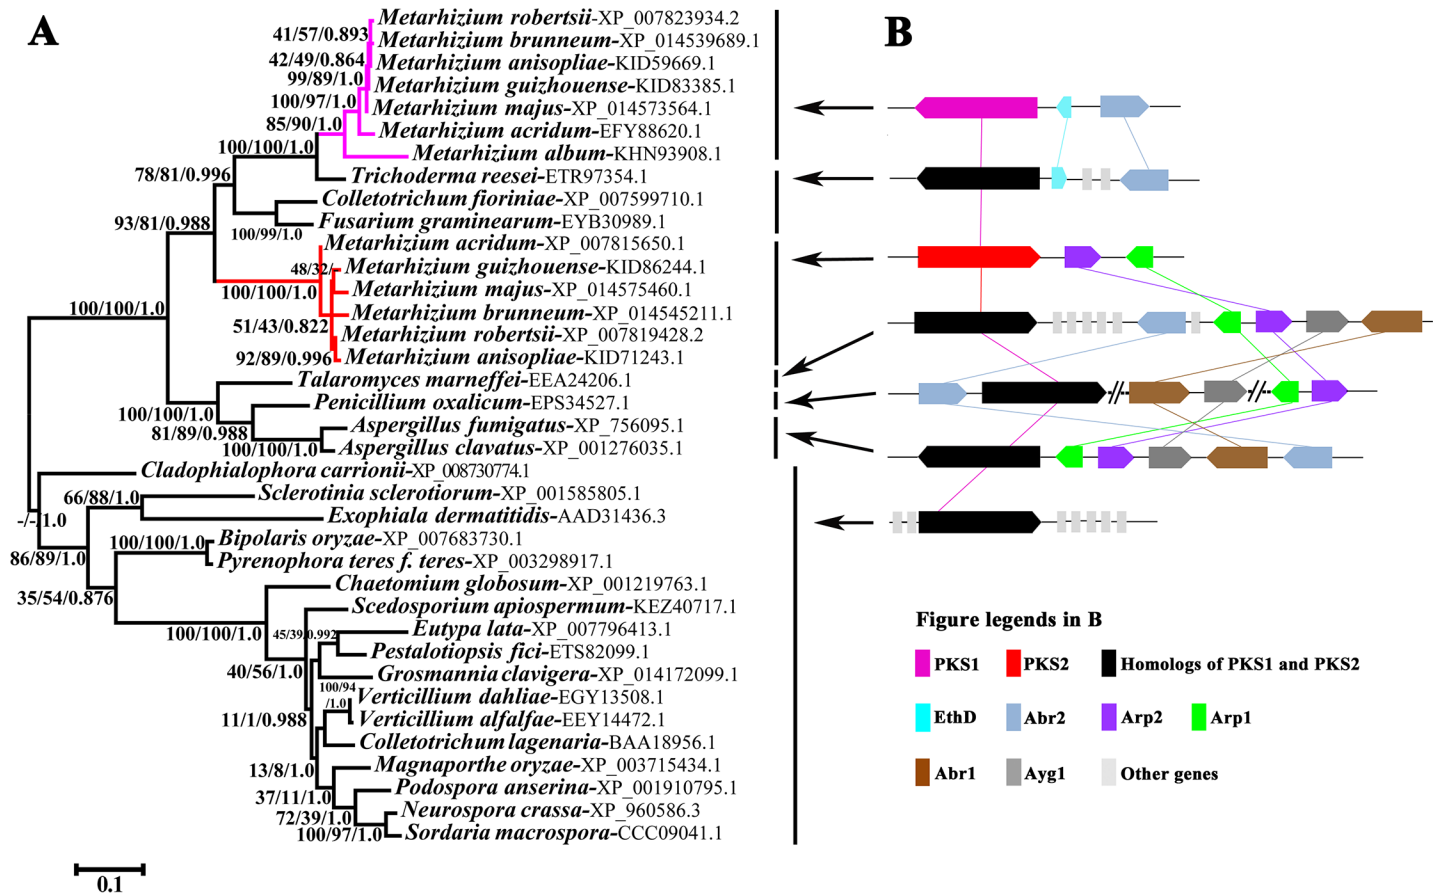 A
B
Metarhizium robertsii-XP_007823934.2
41/57/0.893
Metarhizium brunneum-XP_014539689.1
42/49/0.864
Metarhizium anisopliae-KID59669.1
99/89/1.0
Metarhizium guizhouense-KID83385.1
100/97/1.0
Metarhizium majus-XP_014573564.1
85/90/1.0
Metarhizium acridum-EFY88620.1
100/100/1.0
Metarhizium album-KHN93908.1
78/81/0.996
Trichoderma reesei-ETR97354.1
Colletotrichum fioriniae-XP_007599710.1
93/81/0.988
Fusarium graminearum-EYB30989.1
100/99/1.0
Metarhizium acridum-XP_007815650.1
48/32/-
Metarhizium guizhouense-KID86244.1
100/100/1.0
Metarhizium majus-XP_014575460.1
100/100/1.0
Metarhizium brunneum-XP_014545211.1
51/43/0.822
Metarhizium robertsii-XP_007819428.2
92/89/0.996
Metarhizium anisopliae-KID71243.1
Talaromyces marneffei-EEA24206.1
Penicillium oxalicum-EPS34527.1
100/100/1.0
Aspergillus fumigatus-XP_756095.1
81/89/0.988
100/100/1.0
Aspergillus clavatus-XP_001276035.1
Cladophialophora carrionii-XP_008730774.1
66/88/1.0
Sclerotinia sclerotiorum-XP_001585805.1
-/-/1.0
Exophiala dermatitidis-AAD31436.3
100/100/1.0
Bipolaris oryzae-XP_007683730.1
86/89/1.0
Pyrenophora teres f. teres-XP_003298917.1
35/54/0.876
Chaetomium globosum-XP_001219763.1
Scedosporium apiospermum-KEZ40717.1
100/100/1.0
45/39/0.992
Eutypa lata-XP_007796413.1
Pestalotiopsis fici-ETS82099.1
40/56/1.0
Grosmannia clavigera-XP_014172099.1
100/94
/1.0
Verticillium dahliae-EGY13508.1
11/1/0.988
Verticillium alfalfae-EEY14472.1
Colletotrichum lagenaria-BAA18956.1
13/8/1.0
Magnaporthe oryzae-XP_003715434.1
37/11/1.0
Podospora anserina-XP_001910795.1
72/39/1.0
Neurospora crassa-XP_960586.3
100/97/1.0
Sordaria macrospora-CCC09041.1
0.1
Figure legends in B
PKS1
PKS2
Homologs of PKS1 and PKS2
EthD
Abr2
Arp2
Arp1
Abr1
Ayg1
Other genes